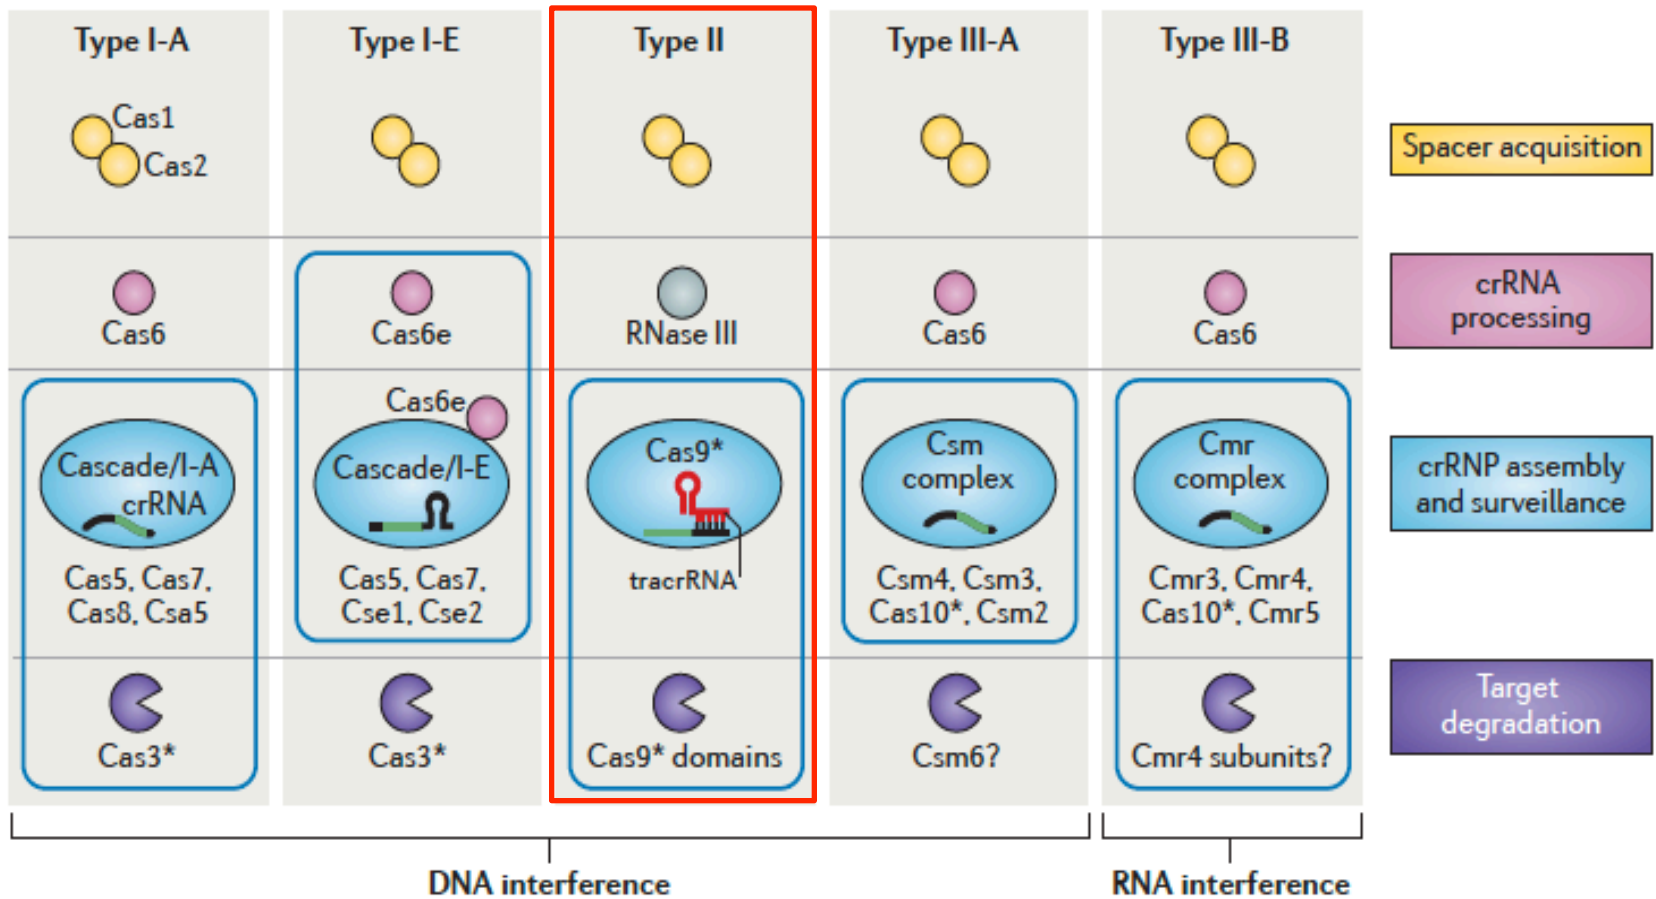 Type I-A
Type I-E
Type II
Type III-A
Type III-B
Cas1
Cas2
Spacer acquisition
Cas6
Cas6e
RNase III
Cas6
Cas6
crRNA
processing
Cascade/I-A
crRNA
Cas5, Cas7,
Cas8, Csa5
Cas6e
Cascade/I-E
Cas5, Cas7,
Cse1, Cse2
Cas9*
tracrRNA
Csm
complex
Csm4, Csm3,
Cas10*, Csm2
Cmr
complex
Cmr3, Cmr4,
Cas10*, Cmr5
crRNP assembly
and surveillance
Cas3*
Cas3*
Cas9* domains
Csm6?
Cmr4 subunits?
Target
degradation
DNA interference
RNA interference